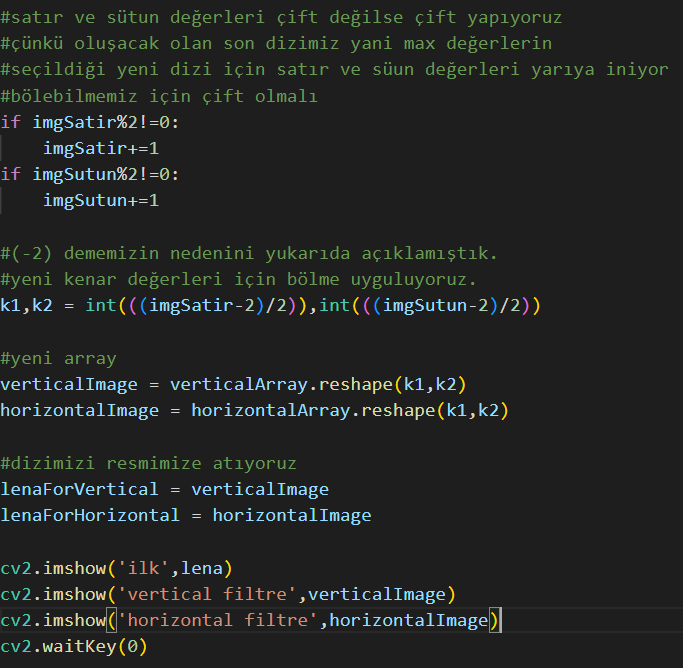 #satır ve sütun değerleri çift değilse çift yapıyoruz
#çünkü oluşacak olan son dizimiz yani max değerlerin
#seçildiği yeni dizi için satır ve süun değerleri yarıya iniyor
#bölebilmemiz için çift olmalı
if imgSatir%2!=0:
    imgSatir+=1
if imgSutun%2!=0:
    imgSutun+=1
#(-2) dememizin nedenini yukarıda açıklamıştık.
#yeni kenar değerleri için bölme uyguluyoruz.
k1,k2 = int(((imgSatir-2)/2)),int(((imgSutun-2)/2))
#yeni array
verticalImage = verticalArray.reshape(k1,k2)
horizontalImage = horizontalArray.reshape(k1,k2)
#dizimizi resmimize atıyoruz
lenaForVertical = verticalImage
lenaForHorizontal = horizontalImage
cv2.imshow('ilk',lena)
cv2.imshow('vertical filtre',verticalImage)
cv2.imshow('horizontal filtre',horizontalImage)
cv2.waitKey(0)